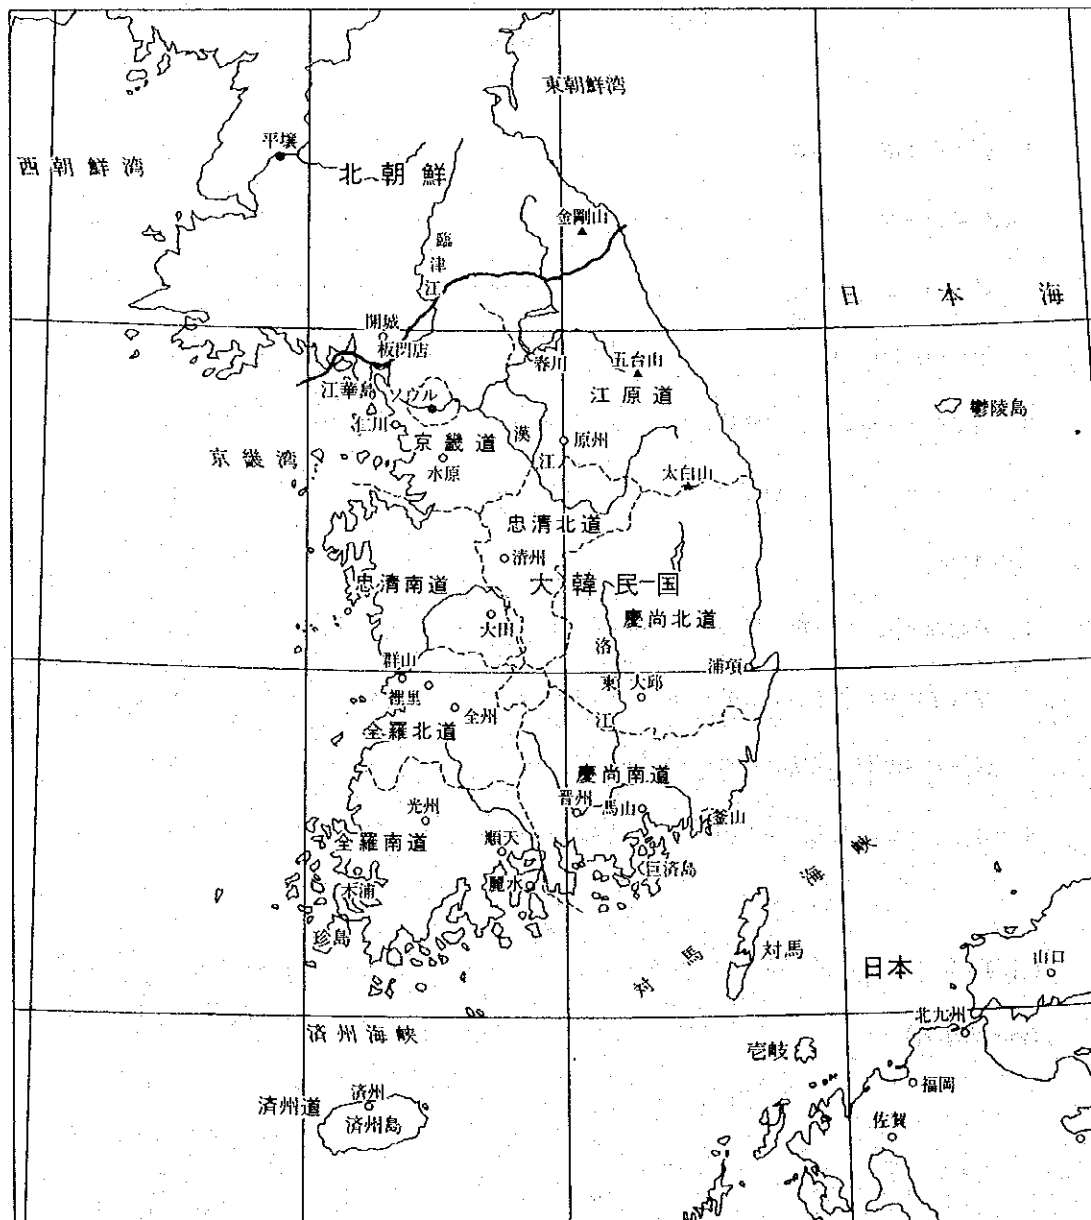 東朝鮮湾
平壌
西朝鮮湾
北朝鮮
金剛山
臨津江
日本海
開城
板門店
春川
五台山
江華島
ソウル
江原道
鬱陵島
仁川
京畿道
漢江
原州
京畿湾
水原
太白山
忠清北道
済州
忠清南道
大韓民国
大田
慶尚北道
洛東江
群山
浦項
裡里
大邱
全州
全羅北道
慶尚南道
晋州
馬山
光州
釜山
全羅南道
順天
巨済島
木浦
麗水
珍島
対馬海峡
対馬
日本
山口
済州海峡
北九州
壱岐
福岡
済州道
済州
済州島
佐賀